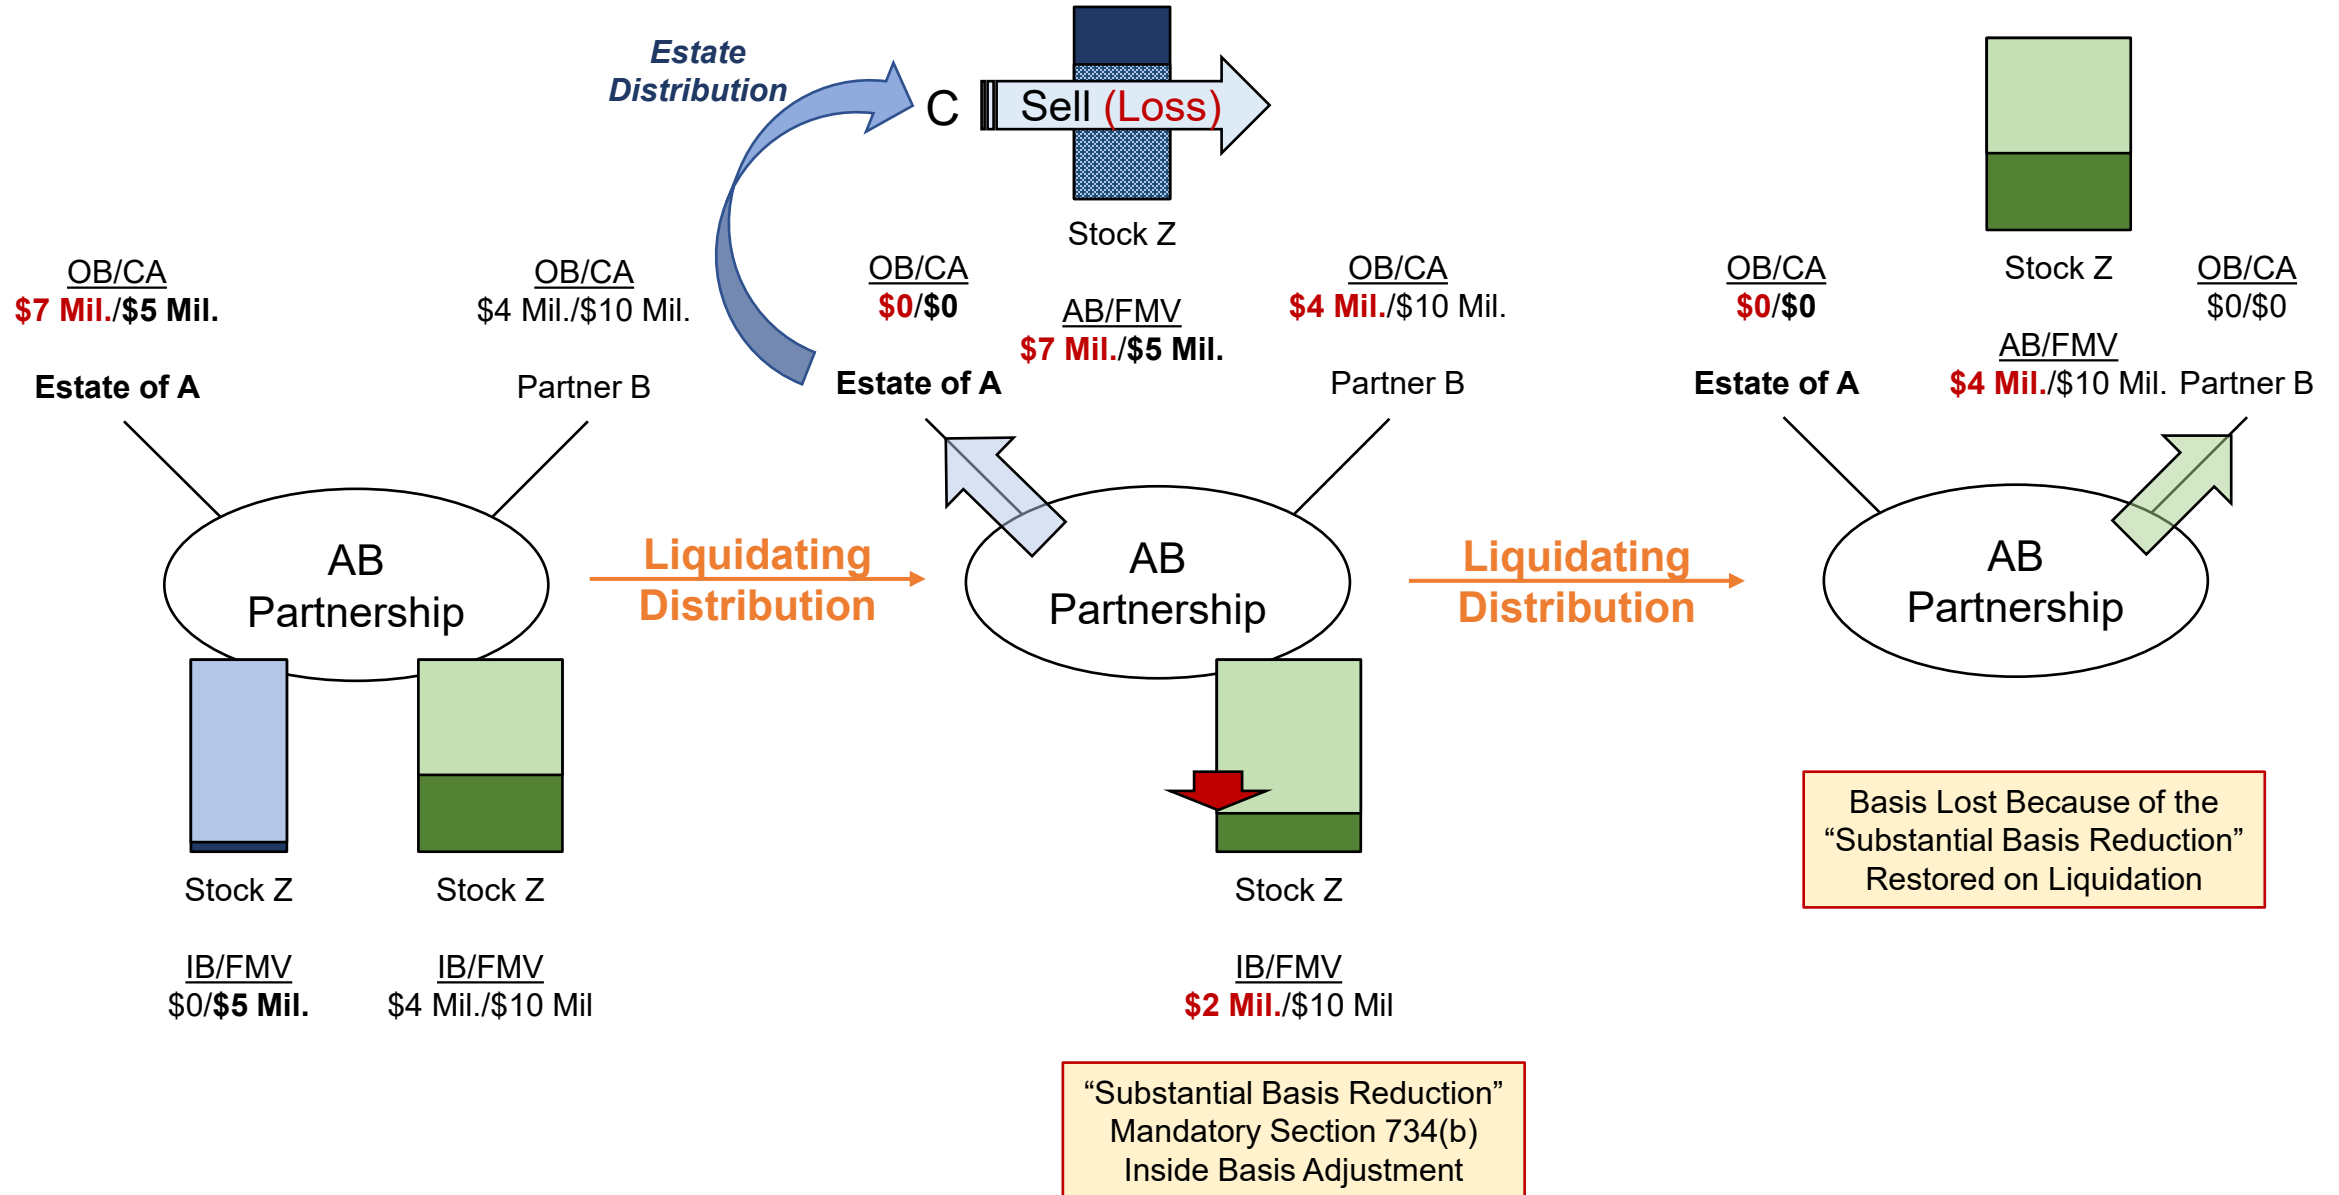 Estate
Distribution
C
Sell (Loss)
Stock Z
AB/FMV
$7 Mil./$5 Mil.
OB/CA
$7 Mil./$5 Mil.
Estate of A
OB/CA
$4 Mil./$10 Mil.
Partner B
AB
Partnership
Stock Z
IB/FMV
$0/$5 Mil.
Stock Z
IB/FMV
$4 Mil./$10 Mil
Liquidating
Distribution
OB/CA
$0/$0
Estate of A
OB/CA
$4 Mil./$10 Mil.
Partner B
AB
Partnership
Stock Z
IB/FMV
$2 Mil./$10 Mil
“Substantial Basis Reduction”
Mandatory Section 734(b)
Inside Basis Adjustment
Liquidating
Distribution
OB/CA
$0/$0
Estate of A
Stock Z
AB/FMV
$4 Mil./$10 Mil.
OB/CA
$0/$0
Partner B
AB
Partnership
Basis Lost Because of the
“Substantial Basis Reduction”
Restored on Liquidation